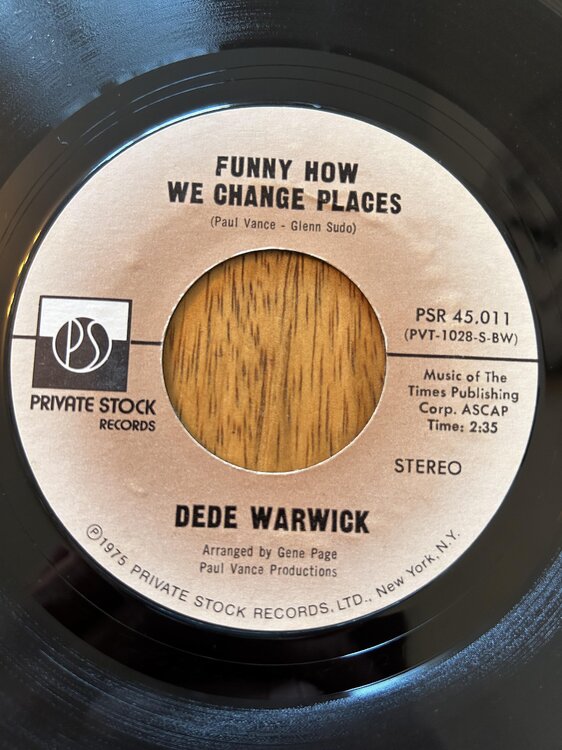 FUNNY HOW
WE CHANGE PLACES
(Paul Vance - Glenn Sudo)
PS
PRIVATE STOCK
RECORDS
PSR 45.011
(PVT-1028-S-BW)
Music of The
Times Publishing
Corp. ASCAP
Time: 2:35
STEREO
DEDE WARWICK
Arranged by Gene Page
Paul Vance Productions
Ⓟ1975 PRIVATE STOCK RECORDS, LTD., New York, N.Y.